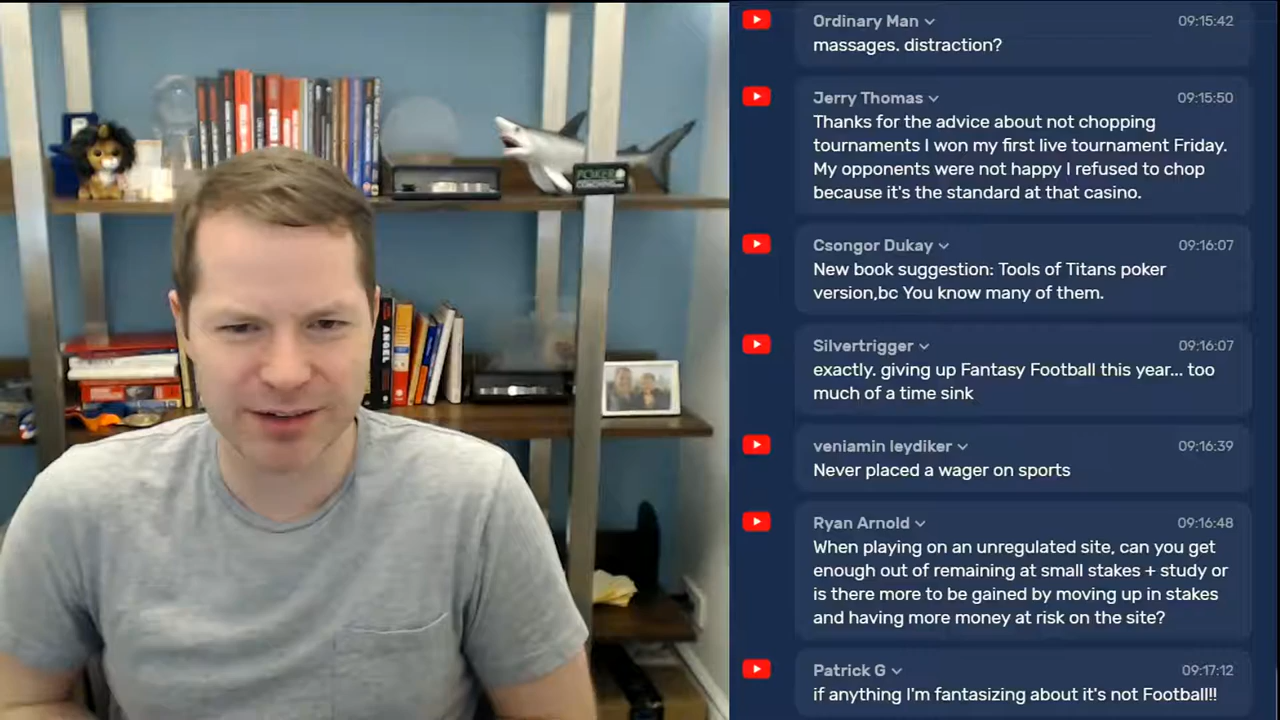 Ordinary Man 09:15:42
massages. distraction?
Jerry Thomas 09:15:50
Thanks for the advice about not chopping
tournaments I won my first live tournament Friday.
My opponents were not happy I refused to chop
because it's the standard at that casino.
Csongor Dukay 09:16:07
New book suggestion: Tools of Titans poker
version,bc You know many of them.
Silvertrigger 09:16:07
exactly. giving up Fantasy Football this year... too
much of a time sink
veniamin leydiker 09:16:39
Never placed a wager on sports
Ryan Arnold 09:16:48
When playing on an unregulated site, can you get
enough out of remaining at small stakes + study or
is there more to be gained by moving up in stakes
and having more money at risk on the site?
Patrick G 09:17:12
if anything I'm fantasizing about it's not Football!!
POKER
COACHING
ANGEL